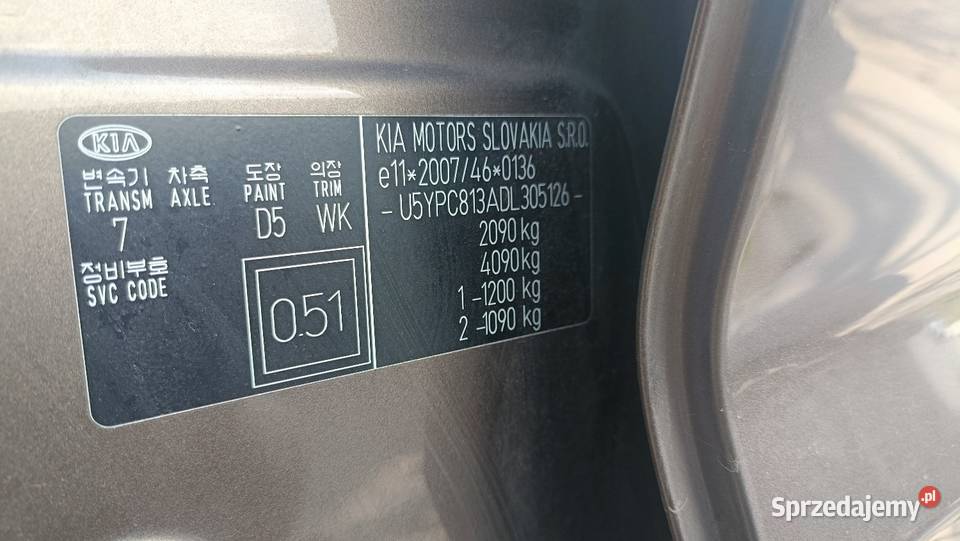 KIA
변속기 차축 도장 의장
TRANSM AXLE PAINT TRIM
7 D5 WK
정비부호
SVC CODE
0.51
KIA MOTORS SLOVAKIA S.R.O.
e11*2007/46*0136
- U5YPC813ADL305126 -
2090 kg
4090 kg
1 -1200 kg
2 -1090 kg
Sprzedajemy.pl